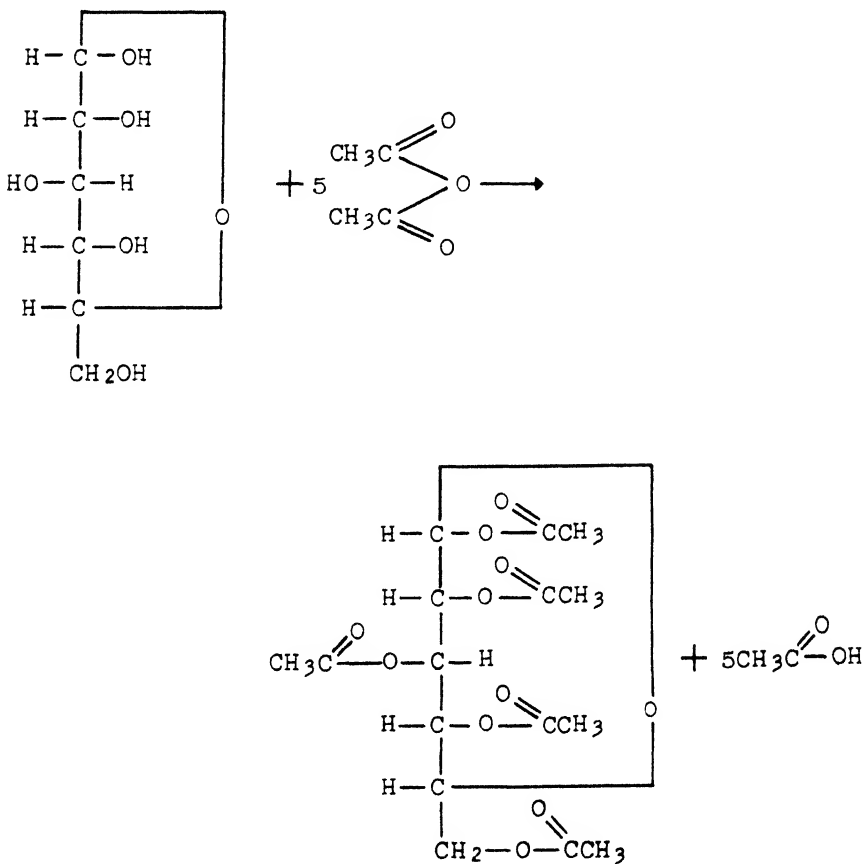 H C OH
O
H C OH
CH3C
HO C H + 5 O
O
CH3C
H C OH
O
H C
CH2OH
O
H C O CCH3
O
H C O CCH3
O
O
CH3C O C H + 5CH3C OH
O
H C O CCH3
O
H C
O
CH2 O CCH3